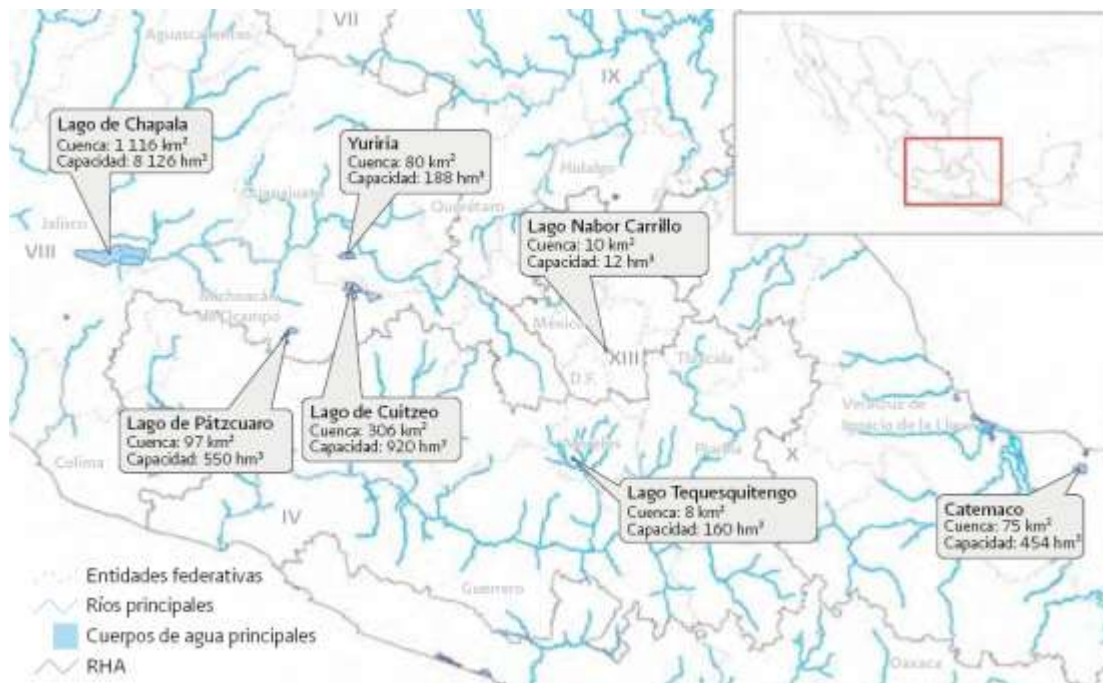 VII
Aguascalientes
IX
Lago de Chapala
Cuenca: 1 116 km²
Capacidad: 8 126 hm³
Yuriria
Cuenca: 80 km²
Capacidad: 188 hm³
Hidalgo
Guanajuato
Querétaro
Jalisco
VIII
Lago Nabor Carrillo
Cuenca: 10 km²
Capacidad: 12 hm³
Michoacán
de Ocampo
México
XIII
Tlaxcala
D.F.
Lago de Pátzcuaro
Cuenca: 97 km²
Capacidad: 550 hm³
Lago de Cuitzeo
Cuenca: 306 km²
Capacidad: 920 hm³
Veracruz de
Ignacio de la Llave
Colima
Morelos
Puebla
X
Lago Tequesquitengo
Cuenca: 8 km²
Capacidad: 160 hm³
Catemaco
Cuenca: 75 km²
Capacidad: 454 hm³
IV
Guerrero
Oaxaca
Entidades federativas
Ríos principales
Cuerpos de agua principales
RHA